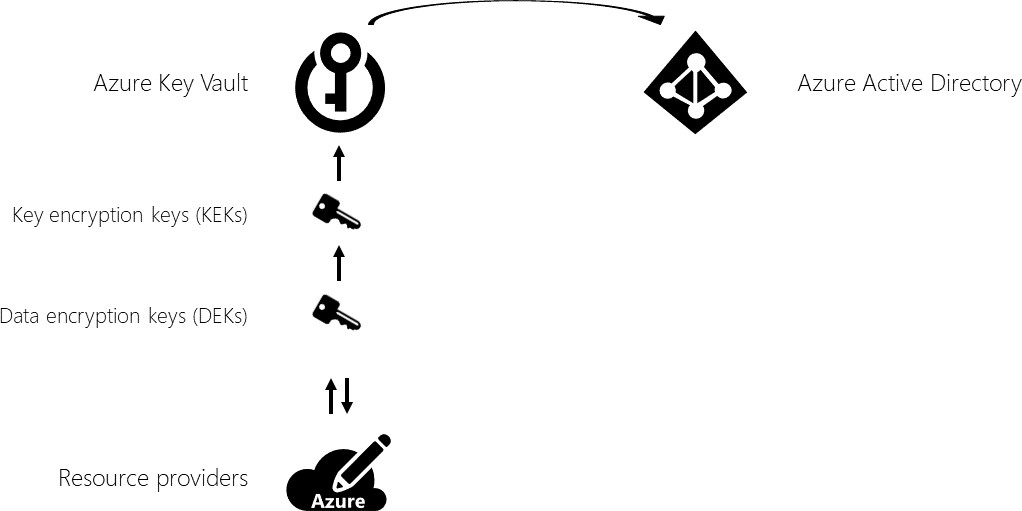 Azure Key Vault
Azure Active Directory
Key encryption keys (KEKs)
Data encryption keys (DEKs)
Resource providers
Azure